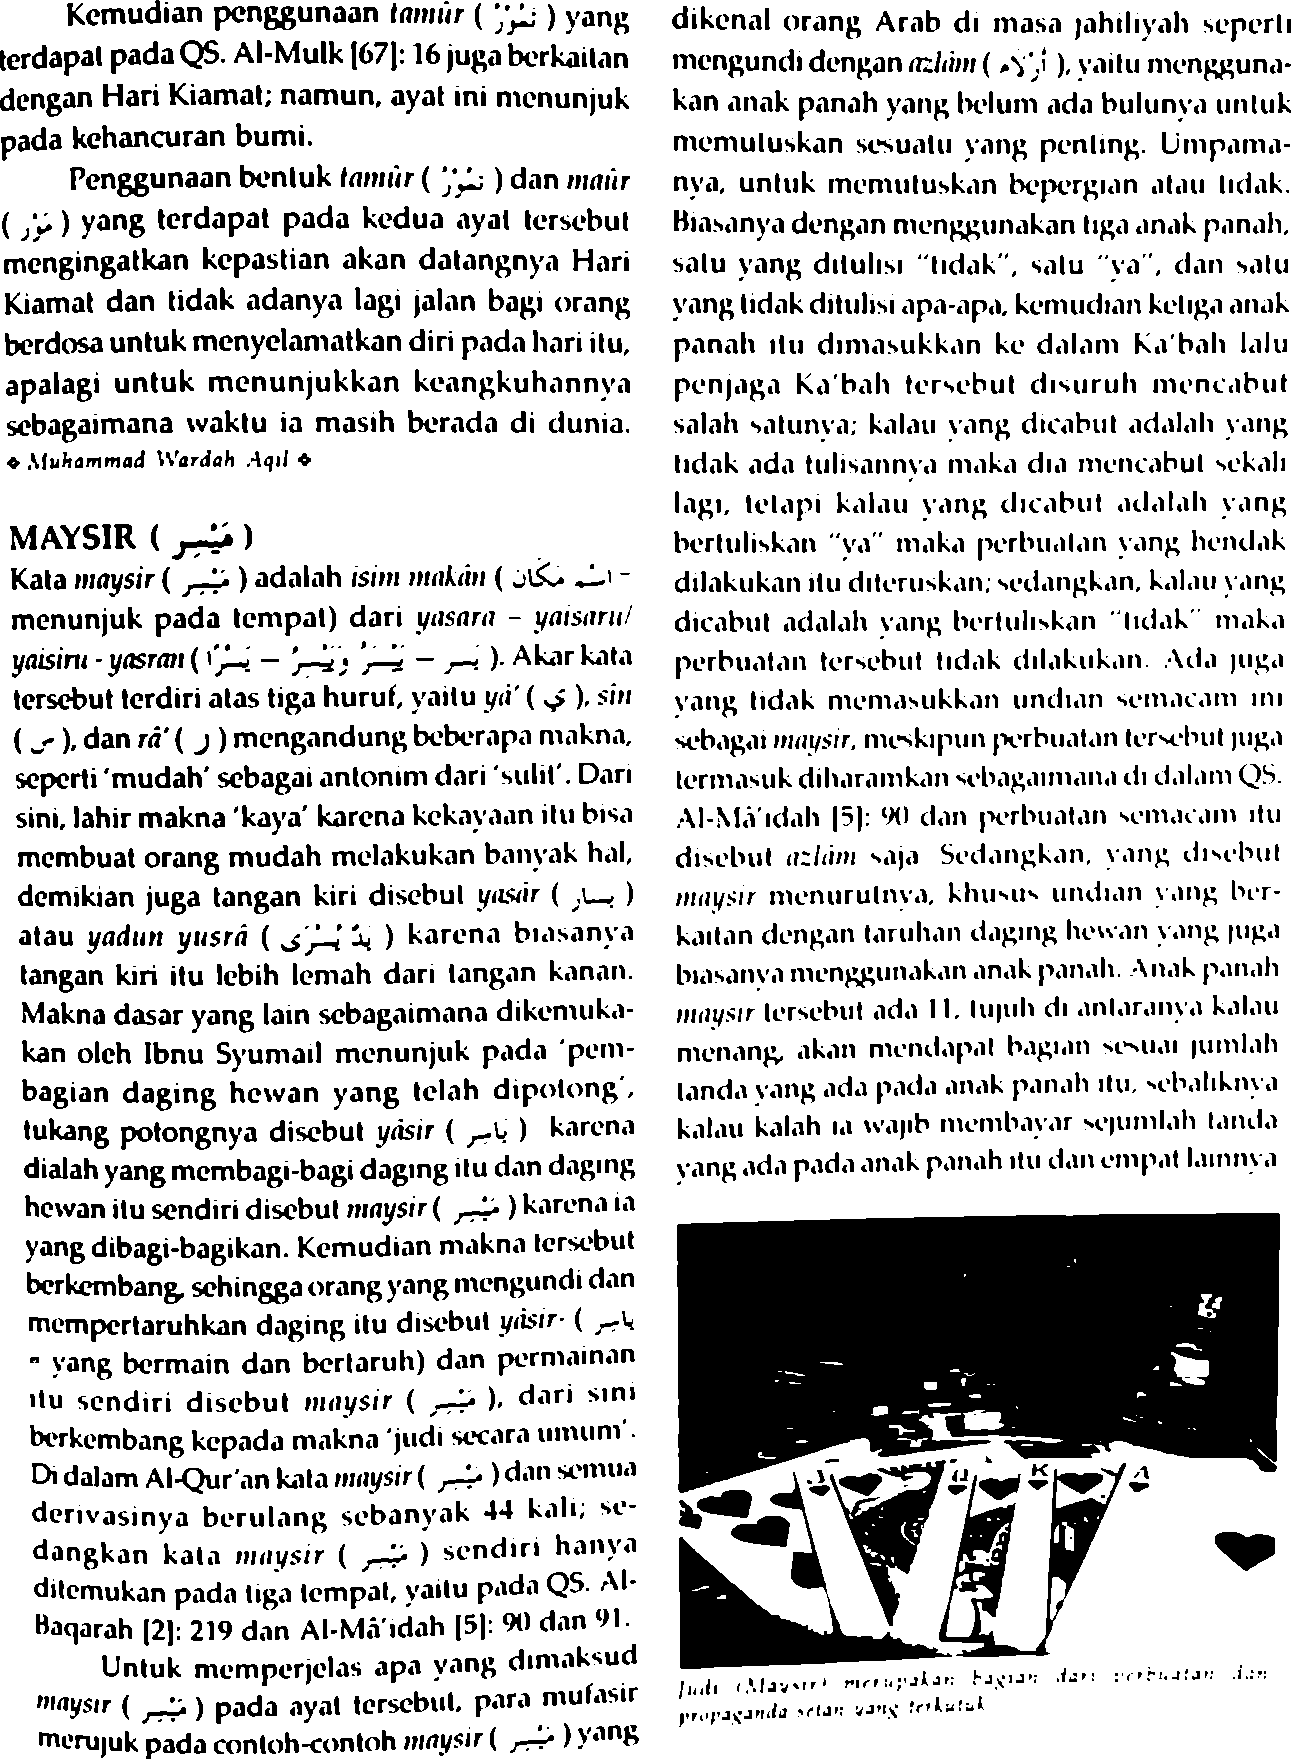 Kemudian penggunaan tamûr ( تَمُوْرُ ) yang
terdapat pada QS. Al-Mulk [67]: 16 juga berkaitan
dengan Hari Kiamat; namun, ayat ini menunjuk
pada kehancuran bumi.
Penggunaan bentuk tamûr ( تَمُوْرُ ) dan maûr
( مَوْر ) yang terdapat pada kedua ayat tersebut
mengingatkan kepastian akan datangnya Hari
Kiamat dan tidak adanya lagi jalan bagi orang
berdosa untuk menyelamatkan diri pada hari itu,
apalagi untuk menunjukkan keangkuhannya
sebagaimana waktu ia masih berada di dunia.
❖ Muhammad Wardah Aqil ❖
MAYSIR ( مَيْسِر )
Kata maysir ( مَيْسِر ) adalah isim makân ( اسْم مَكَان -
menunjuk pada tempat) dari yasara – yaisaru/
yaisiru - yasran ( يَسَرَ – يَيْسَرُ وَيَيْسِرُ – يَسْرًا ). Akar kata
tersebut terdiri atas tiga huruf, yaitu yâ' ( ي ), sîn
( س ), dan râ' ( ر ) mengandung beberapa makna,
seperti 'mudah' sebagai antonim dari 'sulit'. Dari
sini, lahir makna 'kaya' karena kekayaan itu bisa
membuat orang mudah melakukan banyak hal,
demikian juga tangan kiri disebut yasâr ( يسار )
atau yadun yusrâ ( يَدٌ يُسْرَى ) karena biasanya
tangan kiri itu lebih lemah dari tangan kanan.
Makna dasar yang lain sebagaimana dikemuka-
kan oleh Ibnu Syumail menunjuk pada 'pem-
bagian daging hewan yang telah dipotong',
tukang potongnya disebut yâsir ( يَاسِر ) karena
dialah yang membagi-bagi daging itu dan daging
hewan itu sendiri disebut maysir ( مَيْسِر ) karena ia
yang dibagi-bagikan. Kemudian makna tersebut
berkembang, sehingga orang yang mengundi dan
mempertaruhkan daging itu disebut yâsir- ( يَاسِر
= yang bermain dan bertaruh) dan permainan
itu sendiri disebut maysir ( مَيْسِر ), dari sini
berkembang kepada makna 'judi secara umum'.
Di dalam Al-Qur'an kata maysir ( مَيْسِر ) dan semua
derivasinya berulang sebanyak 44 kali; se-
dangkan kata maysir ( مَيْسِر ) sendiri hanya
ditemukan pada tiga tempat, yaitu pada QS. Al-
Baqarah [2]: 219 dan Al-Mâ'idah [5]: 90 dan 91.
Untuk memperjelas apa yang dimaksud
maysir ( مَيْسِر ) pada ayat tersebut, para mufasir
merujuk pada contoh-contoh maysir ( مَيْسِر ) yang
dikenal orang Arab di masa jahiliyah seperti
mengundi dengan azlâm ( أَزْلَام ), yaitu mengguna-
kan anak panah yang belum ada bulunya untuk
memutuskan sesuatu yang penting. Umpama-
nya, untuk memutuskan bepergian atau tidak.
Biasanya dengan menggunakan tiga anak panah,
satu yang ditulisi "tidak", satu "ya", dan satu
yang tidak ditulisi apa-apa, kemudian ketiga anak
panah itu dimasukkan ke dalam Ka'bah lalu
penjaga Ka'bah tersebut disuruh mencabut
salah satunya; kalau yang dicabut adalah yang
tidak ada tulisannya maka dia mencabut sekali
lagi, tetapi kalau yang dicabut adalah yang
bertuliskan "ya" maka perbuatan yang hendak
dilakukan itu diteruskan; sedangkan, kalau yang
dicabut adalah yang bertuliskan "tidak" maka
perbuatan tersebut tidak dilakukan. Ada juga
yang tidak memasukkan undian semacam ini
sebagai maysir, meskipun perbuatan tersebut juga
termasuk diharamkan sebagaimana di dalam QS.
Al-Mâ'idah [5]: 90 dan perbuatan semacam itu
disebut azlâm saja. Sedangkan, yang disebut
maysir menurutnya, khusus undian yang ber-
kaitan dengan taruhan daging hewan yang juga
biasanya menggunakan anak panah. Anak panah
maysir tersebut ada 11, tujuh di antaranya kalau
menang, akan mendapat bagian sesuai jumlah
tanda yang ada pada anak panah itu, sebaliknya
kalau kalah ia wajib membayar sejumlah tanda
yang ada pada anak panah itu dan empat lainnya
J Q K A
Judi (Maysir) merupakan bagian dari perbuatan dan
propaganda setan yang terkutuk